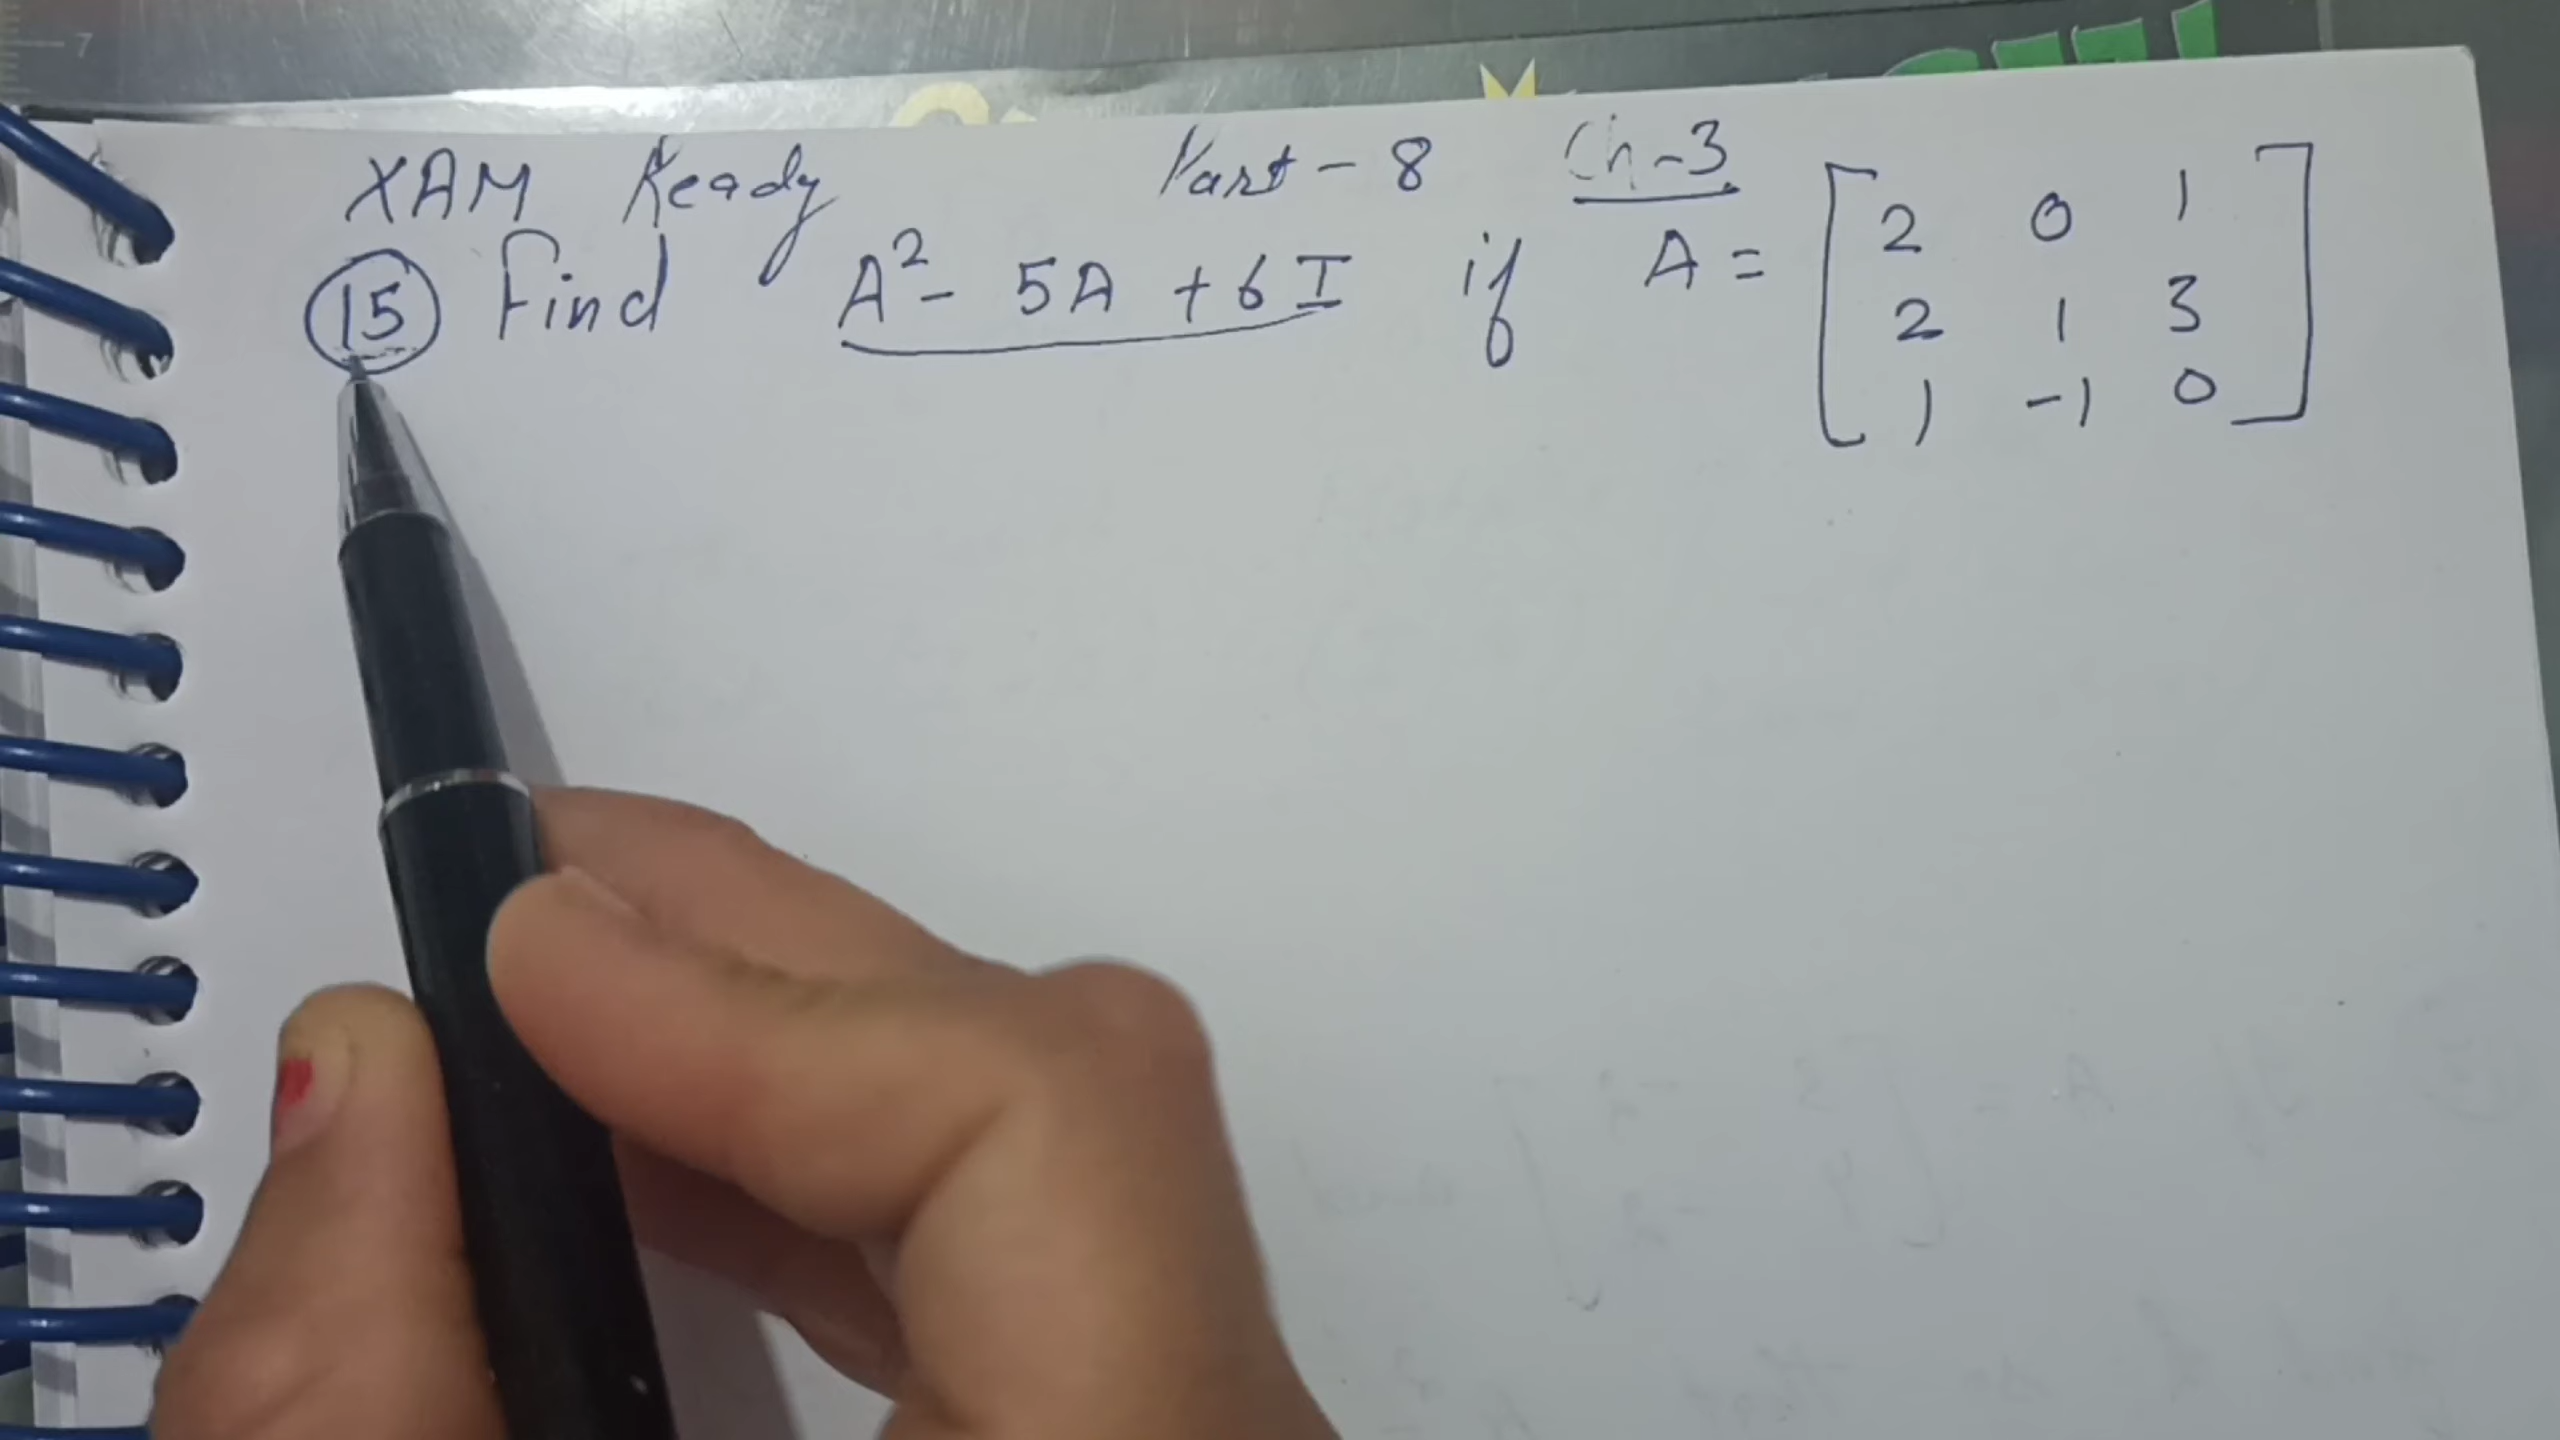 7
XAM Ready Part - 8 Ch-3
15 Find A² - 5A + 6I if A = [2 0 1
2 1 3
1 -1 0]